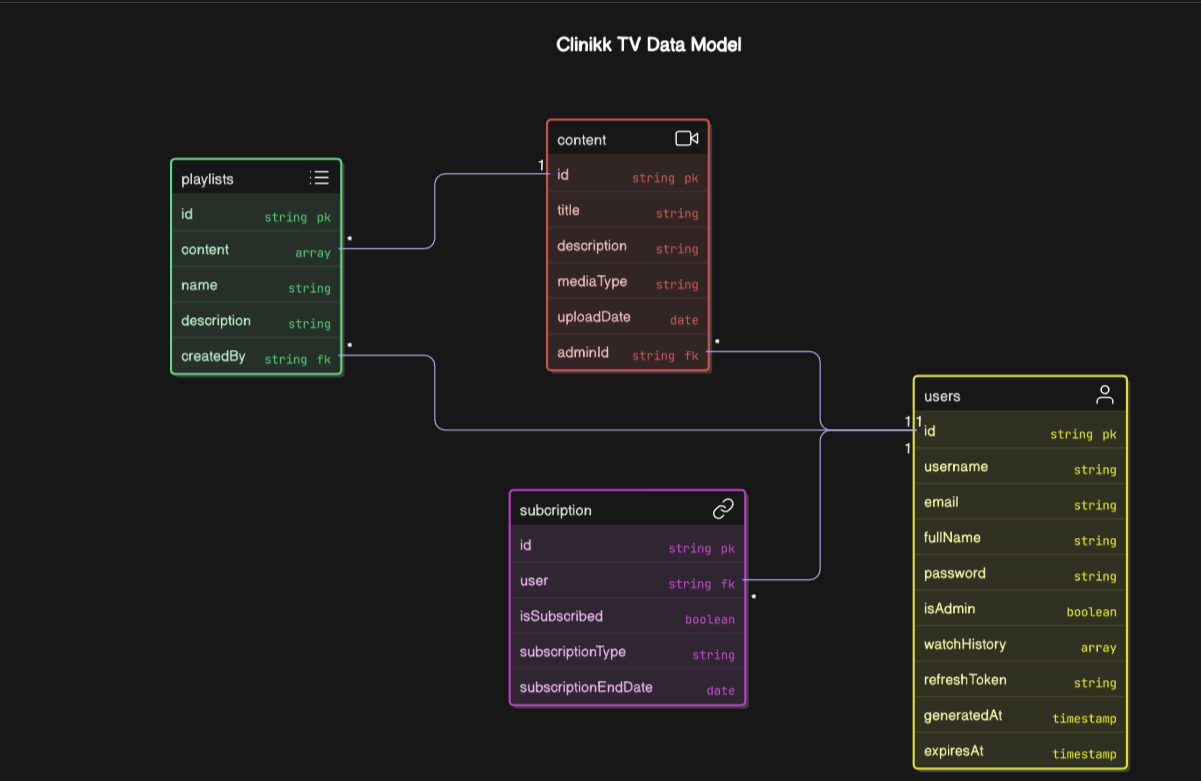 Clinikk TV Data Model
playlists
id string pk
content array
name string
description string
createdBy string fk
*
*
content
1
id string pk
title string
description string
mediaType string
uploadDate date
adminId string fk
*
subcription
id string pk
user string fk
isSubscribed boolean
subscriptionType string
subscriptionEndDate date
*
users
1 1
1
id string pk
username string
email string
fullName string
password string
isAdmin boolean
watchHistory array
refreshToken string
generatedAt timestamp
expiresAt timestamp